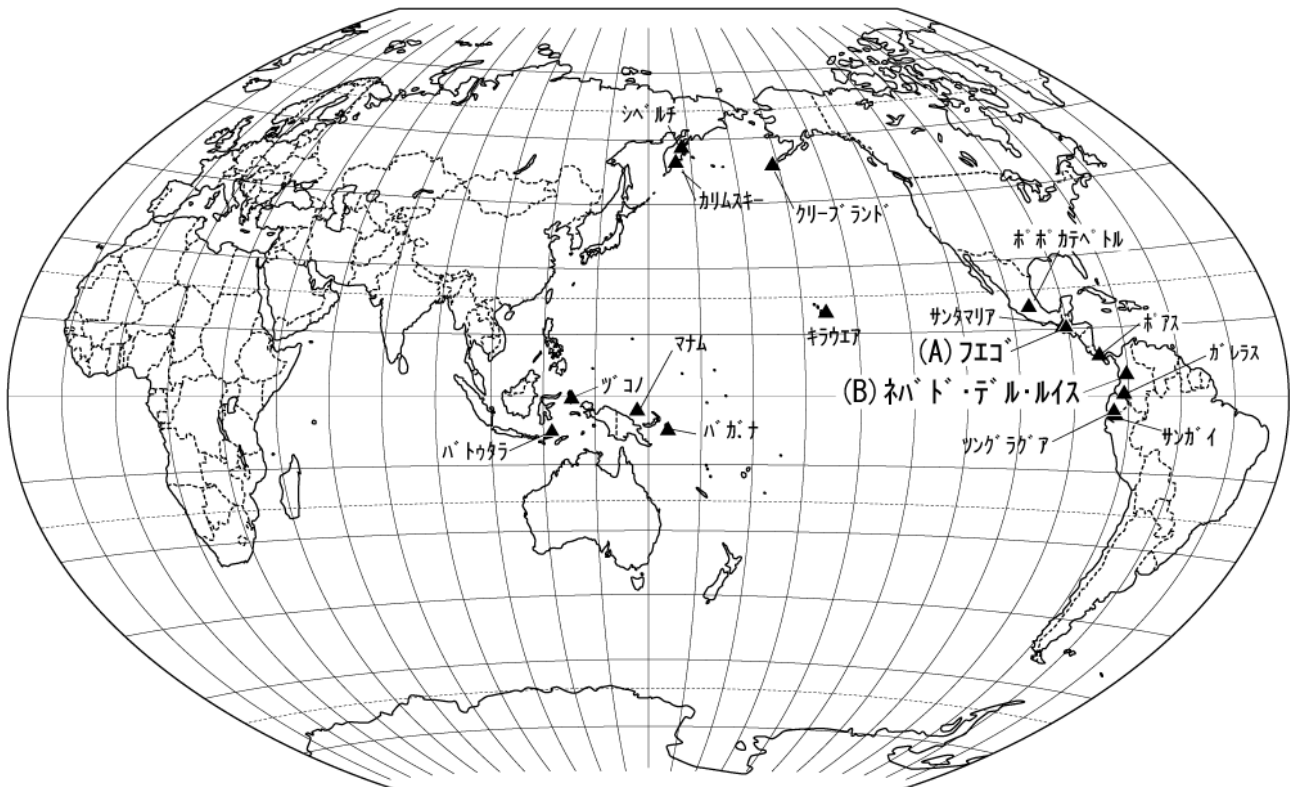 シベルチ
カリムスキー
クリーブランド
ポポカテペトル
サンタマリア
キラウエア
(A) フエゴ
ポアス
ガレラス
マナム
(B) ネバド・デル・ルイス
ヅコノ
バガナ
バトゥタラ
ツングラグア
サンガイ